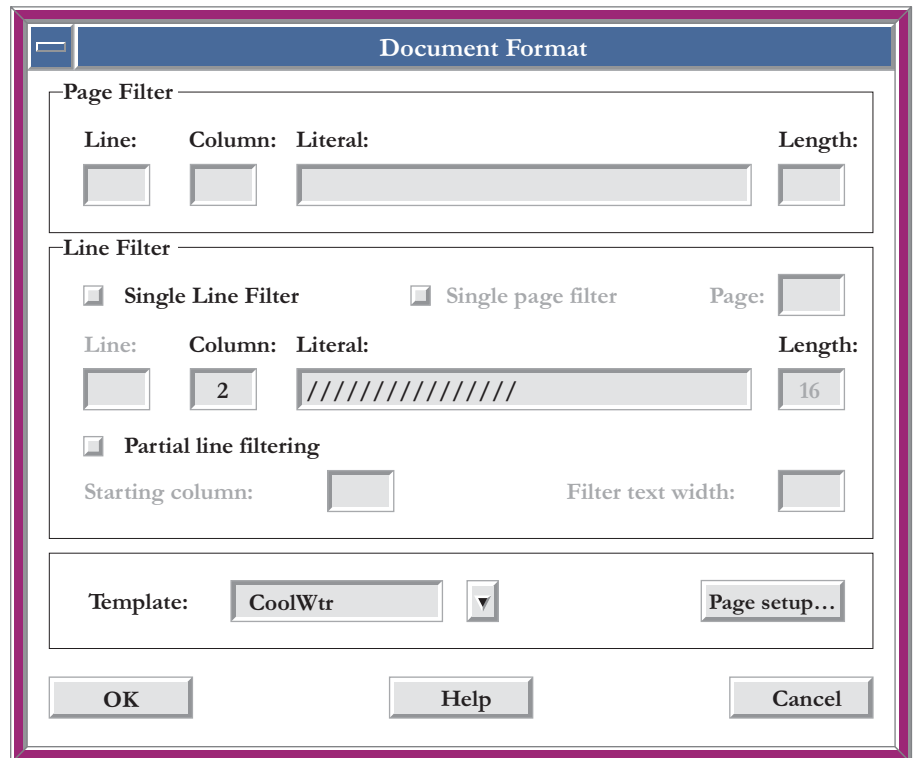 Document Format
Page Filter
Line: Column: Literal: Length:
Line Filter
Single Line Filter Single page filter Page:
Line: Column: Literal: Length:
2 //////////////// 16
Partial line filtering
Starting column: Filter text width:
Template: CoolWtr Page setup...
OK Help Cancel